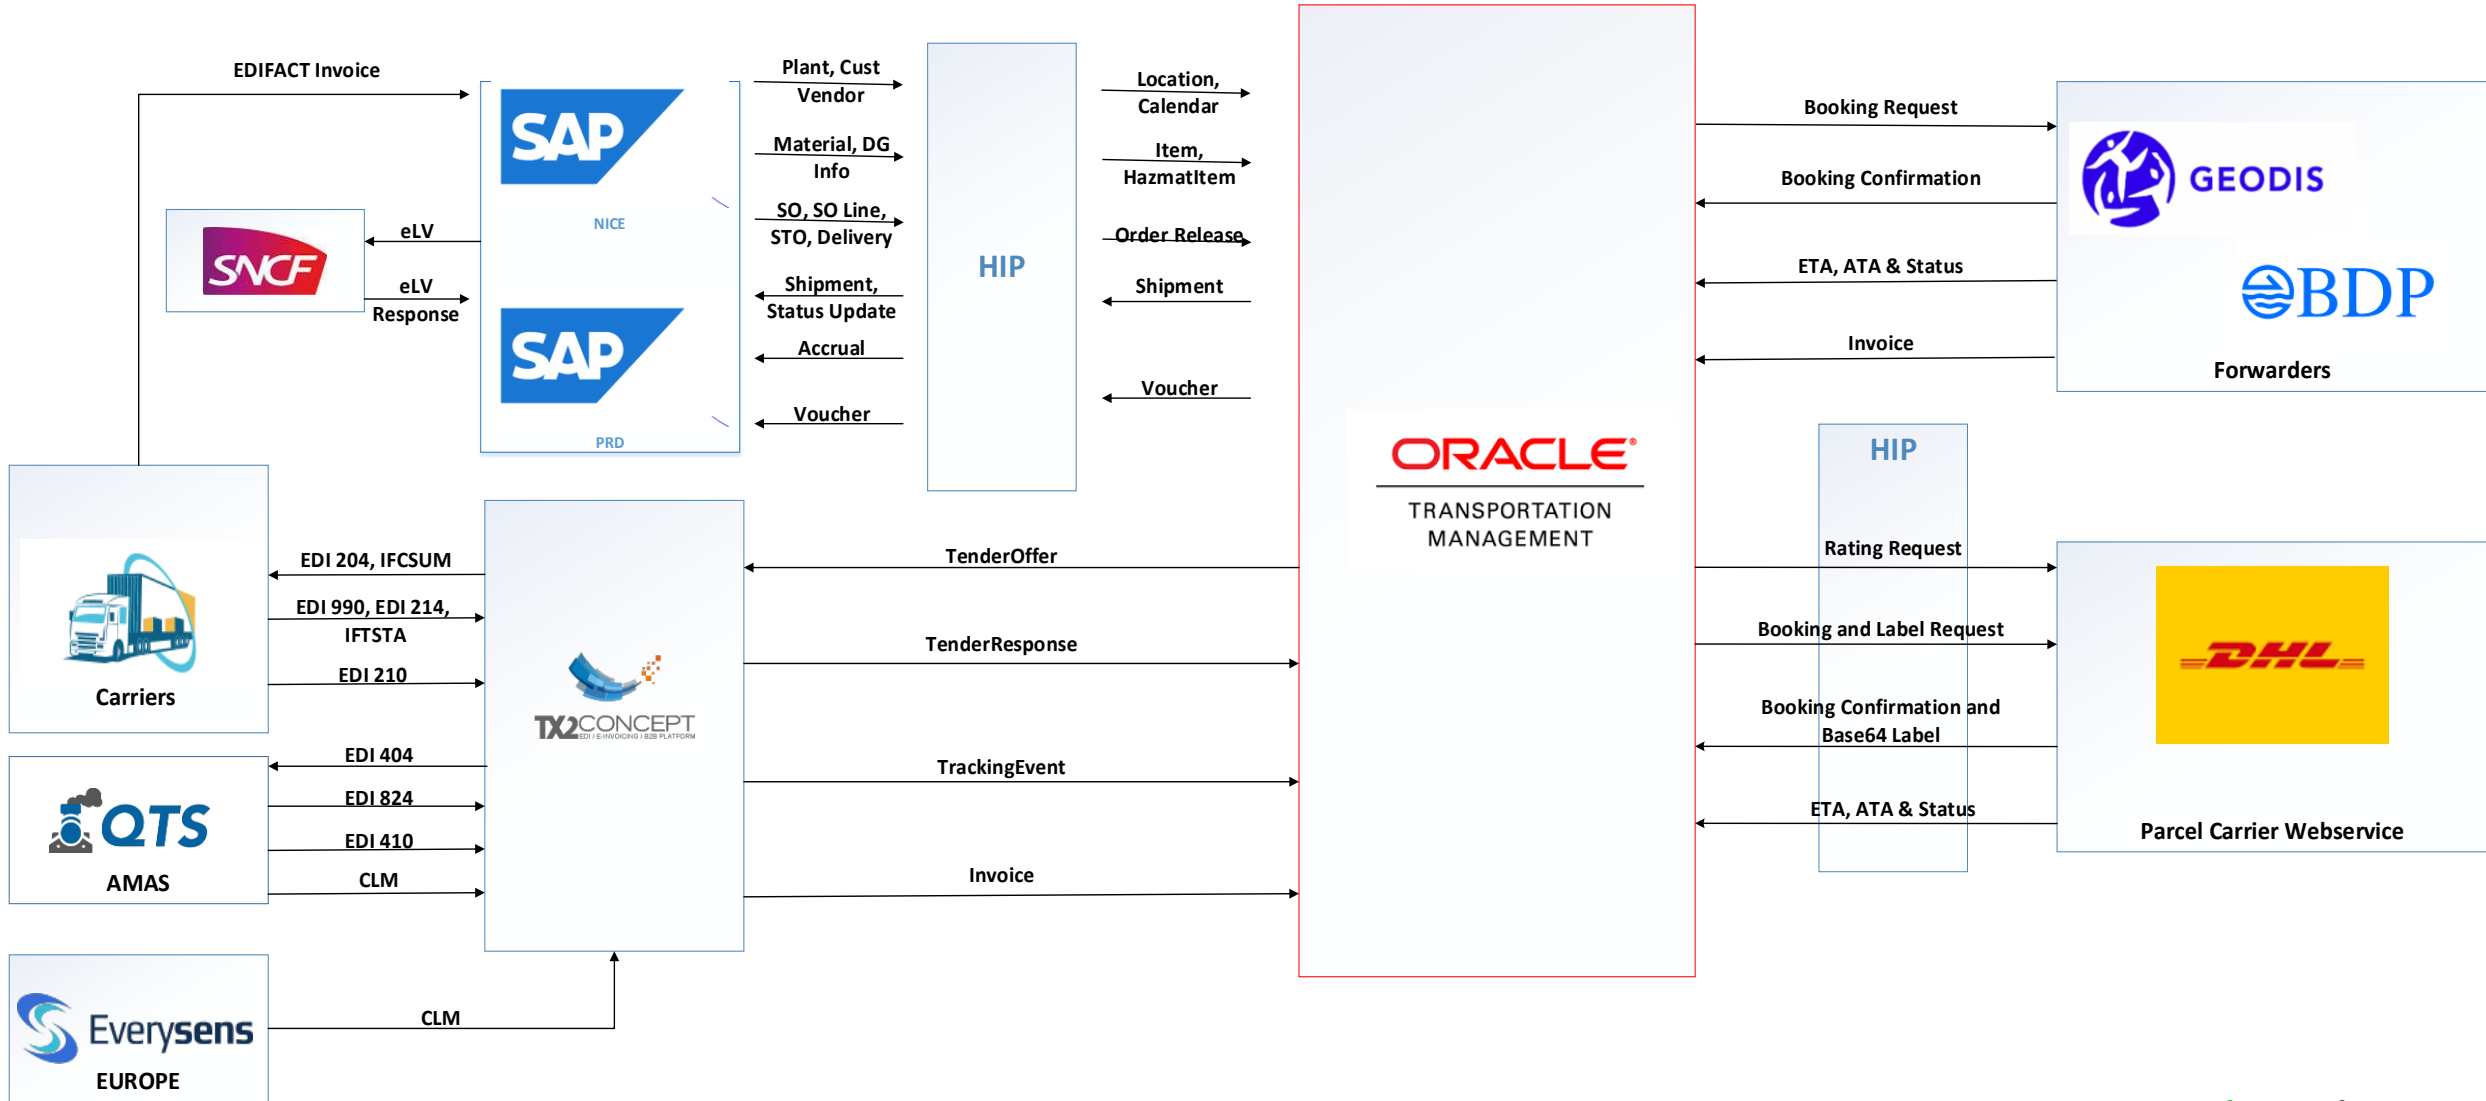 EDIFACT Invoice
SAP
NICE
SAP
PRD
SNCF
eLV
eLV
Response
Plant, Cust
Vendor
Material, DG
Info
SO, SO Line,
STO, Delivery
Shipment,
Status Update
Accrual
Voucher
HIP
Location,
Calendar
Item,
HazmatItem
Order Release
Shipment
Voucher
ORACLE®
TRANSPORTATION
MANAGEMENT
Booking Request
Booking Confirmation
ETA, ATA & Status
Invoice
GEODIS
BDP
Forwarders
HIP
Rating Request
Booking and Label Request
Booking Confirmation and
Base64 Label
ETA, ATA & Status
DHL
Parcel Carrier Webservice
Carriers
EDI 204, IFCSUM
EDI 990, EDI 214,
IFTSTA
EDI 210
TX2CONCEPT
EDI / E-INVOICING / B2B PLATFORM
TenderOffer
TenderResponse
TrackingEvent
Invoice
QTS
AMAS
EDI 404
EDI 824
EDI 410
CLM
Everysens
EUROPE
CLM